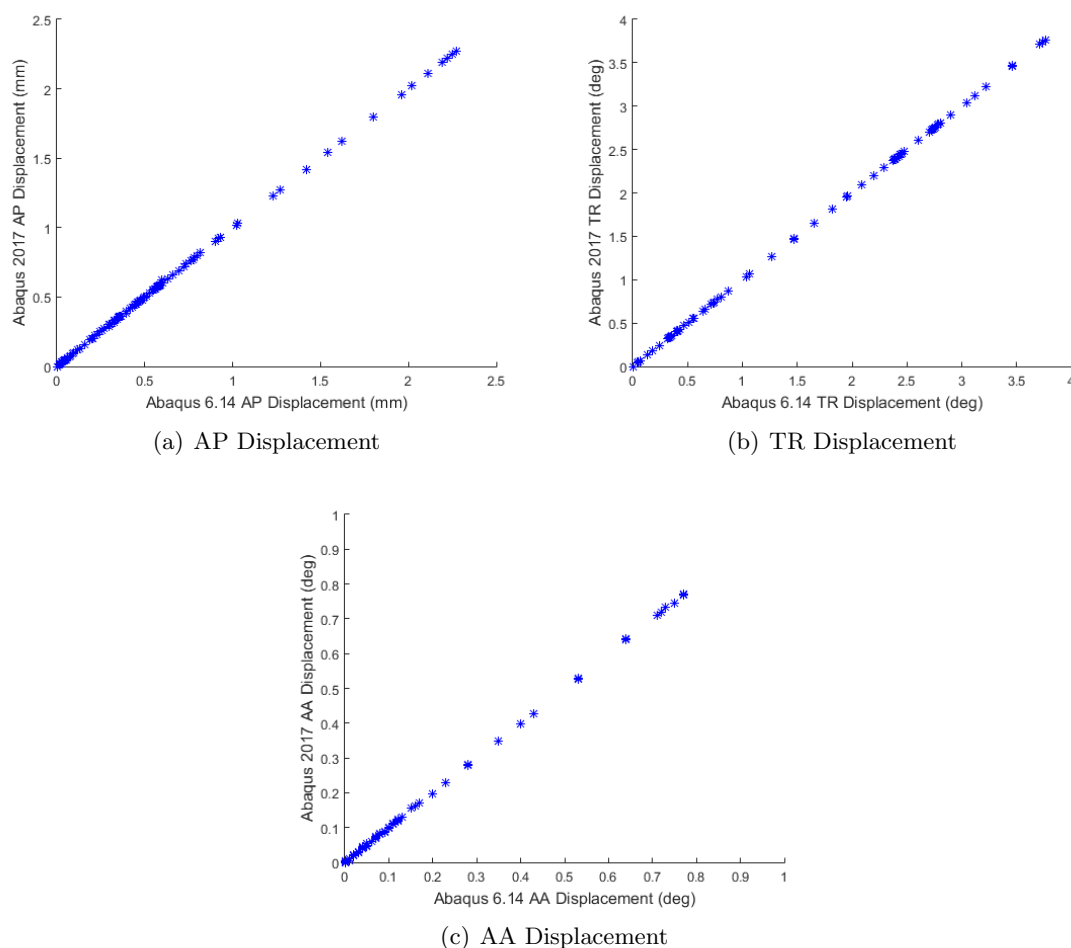 2.5
2
1.5
1
0.5
0
Abaqus 2017 AP Displacement (mm)
0 0.5 1 1.5 2 2.5
Abaqus 6.14 AP Displacement (mm)
(a) AP Displacement
4
3.5
3
2.5
2
1.5
1
0.5
0
Abaqus 2017 TR Displacement (deg)
0 0.5 1 1.5 2 2.5 3 3.5 4
Abaqus 6.14 TR Displacement (deg)
(b) TR Displacement
1
0.9
0.8
0.7
0.6
0.5
0.4
0.3
0.2
0.1
0
Abaqus 2017 AA Displacement (deg)
0 0.1 0.2 0.3 0.4 0.5 0.6 0.7 0.8 0.9 1
Abaqus 6.14 AA Displacement (deg)
(c) AA Displacement